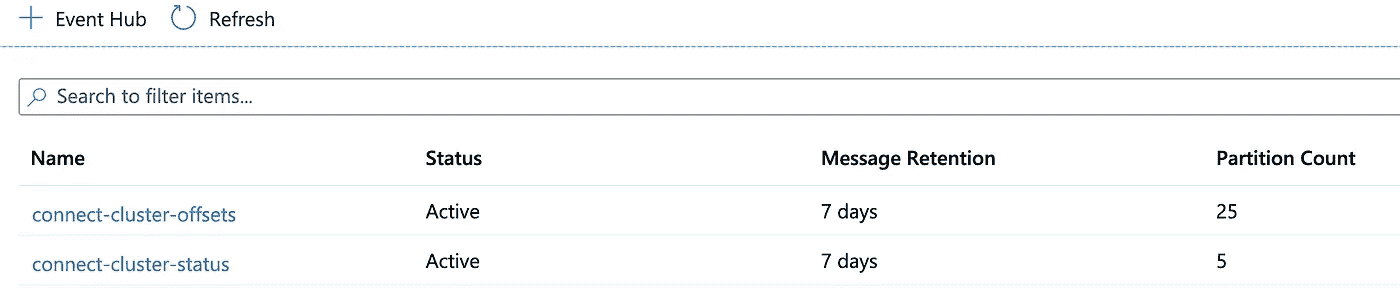 Event Hub Refresh
Search to filter items...
Name Status Message Retention Partition Count
connect-cluster-offsets Active 7 days 25
connect-cluster-status Active 7 days 5